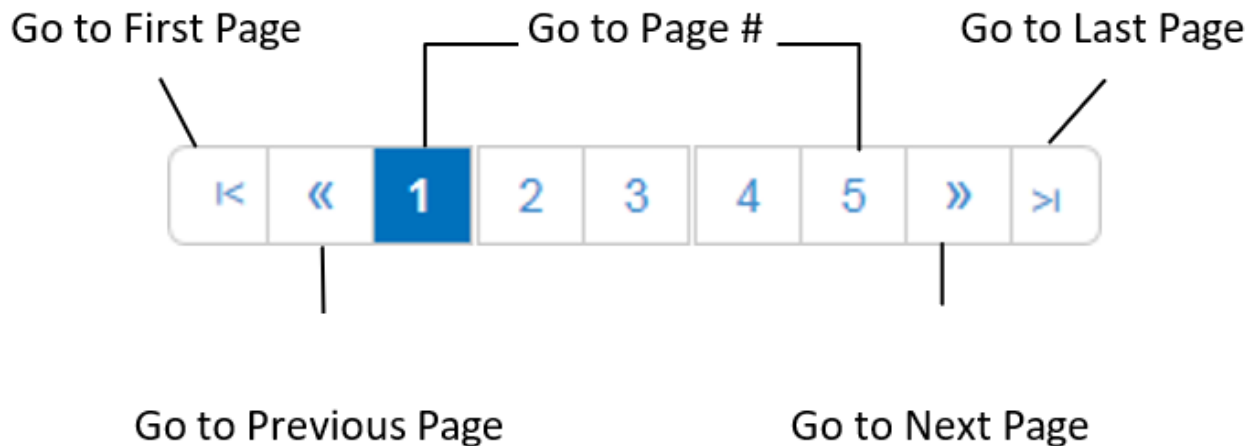 Go to First Page Go to Page # Go to Last Page
I< « 1 2 3 4 5 » >I
Go to Previous Page Go to Next Page